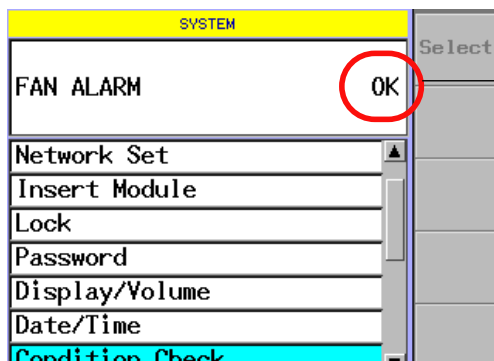 SYSTEM
Select
FAN ALARM OK
Network Set
Insert Module
Lock
Password
Display/Volume
Date/Time
Condition Check